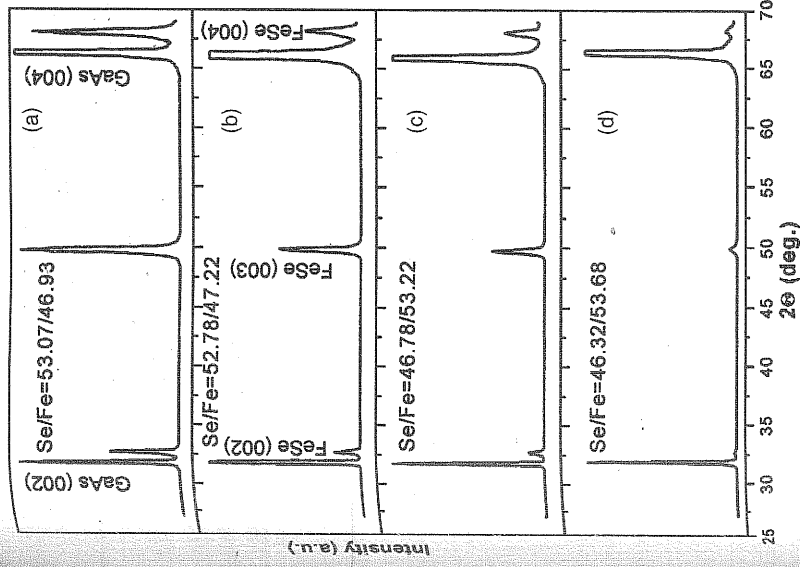 GaAs (004)
(a)
Se/Fe=53.07/46.93
GaAs (002)
FeSe (004)
(b)
FeSe (003)
Se/Fe=52.78/47.22
FeSe (002)
(c)
Se/Fe=46.78/53.22
(d)
Se/Fe=46.32/53.68
25 30 35 40 45 50 55 60 65 70
2Θ (deg.)
Intensity (a.u.)